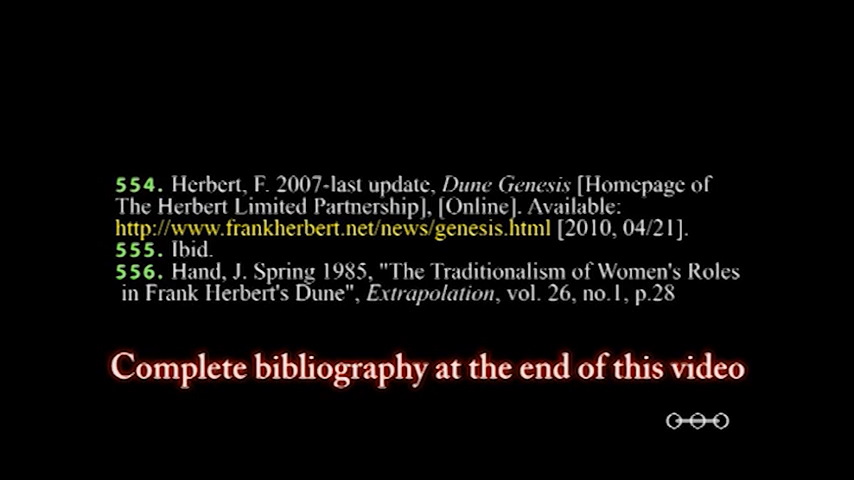 554. Herbert, F. 2007-last update, Dune Genesis [Homepage of
The Herbert Limited Partnership], [Online]. Available:
http://www.frankherbert.net/news/genesis.html [2010, 04/21].
555. Ibid.
556. Hand, J. Spring 1985, "The Traditionalism of Women's Roles
in Frank Herbert's Dune", Extrapolation, vol. 26, no.1, p.28
Complete bibliography at the end of this video